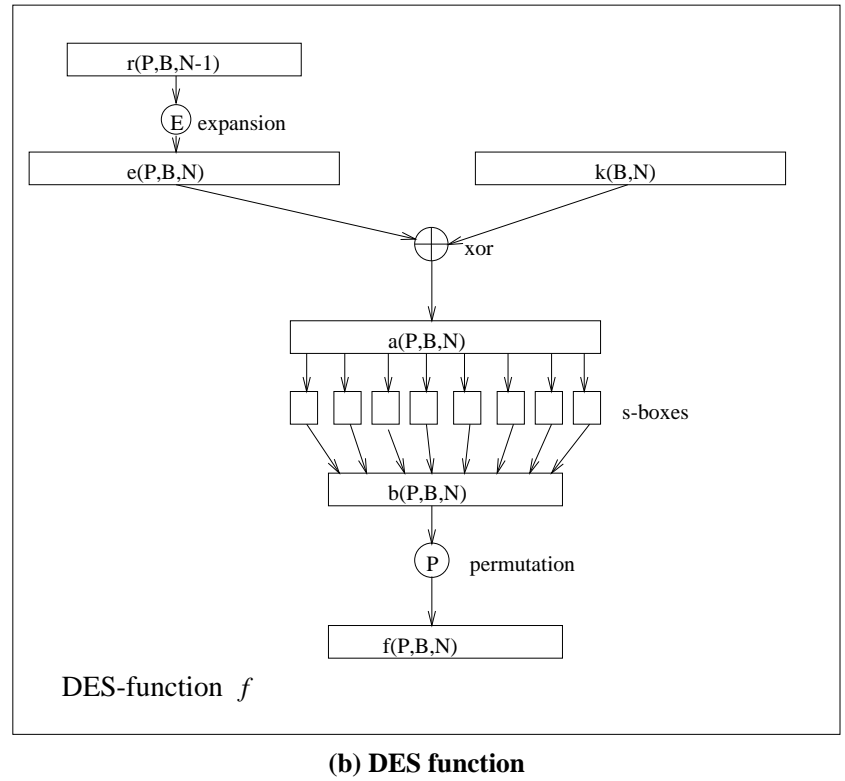 r(P,B,N-1)
E expansion
e(P,B,N)
k(B,N)
xor
a(P,B,N)
s-boxes
b(P,B,N)
P permutation
f(P,B,N)
DES-function f
(b) DES function